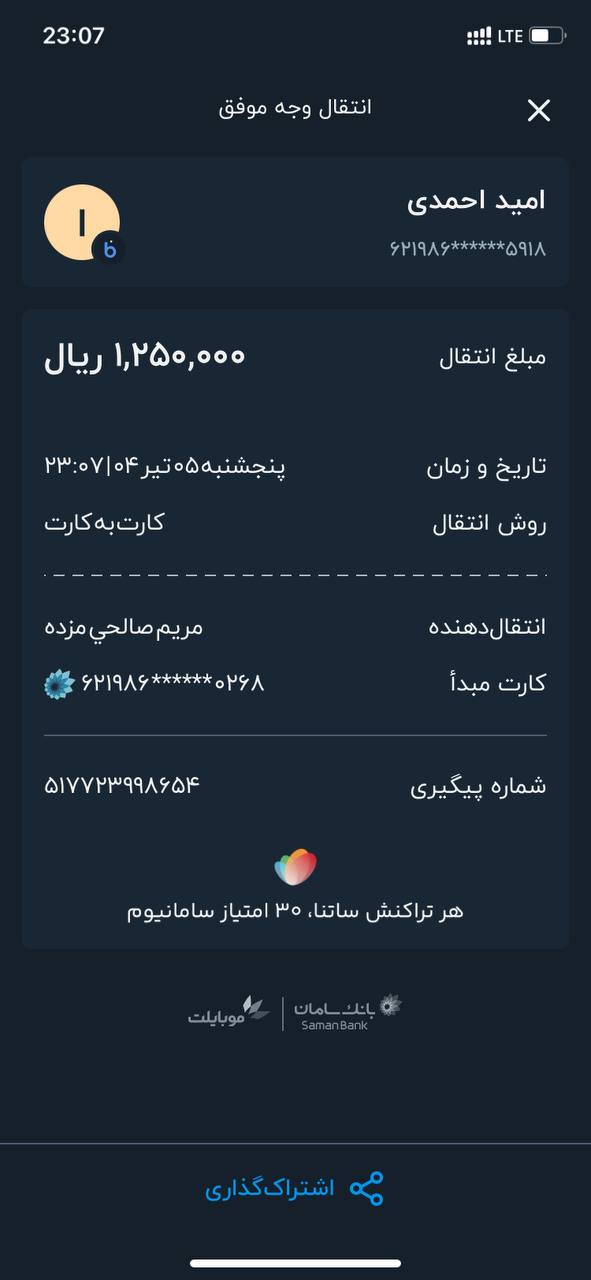 23:07 LTE
انتقال وجه موفق
امید احمدی
ا
۶۲۱۹۸۶******۵۹۱۸
مبلغ انتقال ۱,۲۵۰,۰۰۰ ریال
تاریخ و زمان پنجشنبه۰۵تیر۰۴|۲۳:۰۷
روش انتقال کارت‌به‌کارت
انتقال‌دهنده مریم‌صالحي‌مزده
کارت مبدأ ۶۲۱۹۸۶******۰۲۶۸
شماره پیگیری ۵۱۷۷۲۳۹۹۸۶۵۴
هر تراکنش ساتنا، ۳۰ امتیاز سامانیوم
بانک سامان | موبایلت
Saman Bank
اشتراک‌گذاری